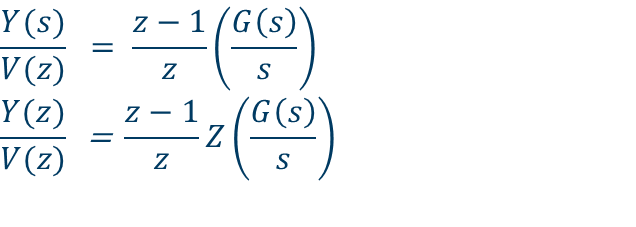 Y(s)/V(z) = z − 1/z (G(s)/s)
Y(z)/V(z) = z − 1/z Z (G(s)/s)